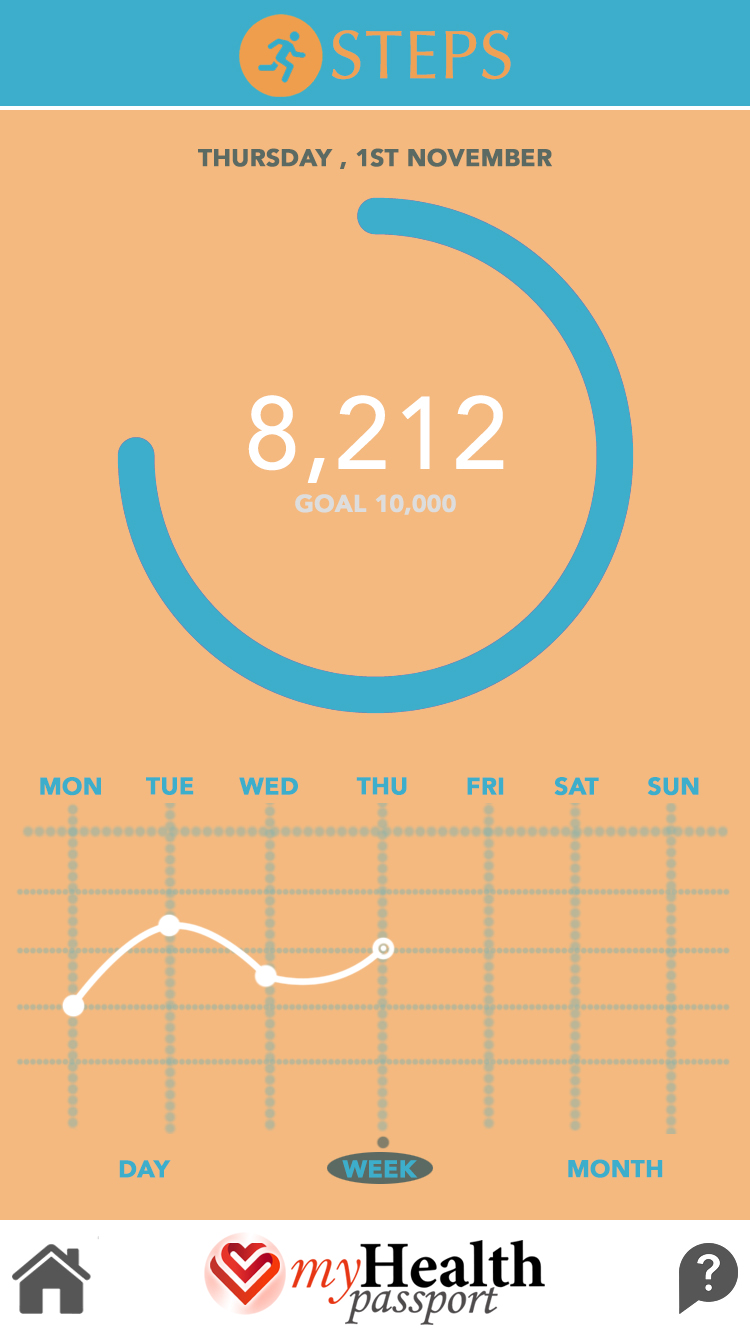 STEPS
THURSDAY , 1ST NOVEMBER
8,212
GOAL 10,000
MON TUE WED THU FRI SAT SUN
DAY WEEK MONTH
myHealth
passport
?